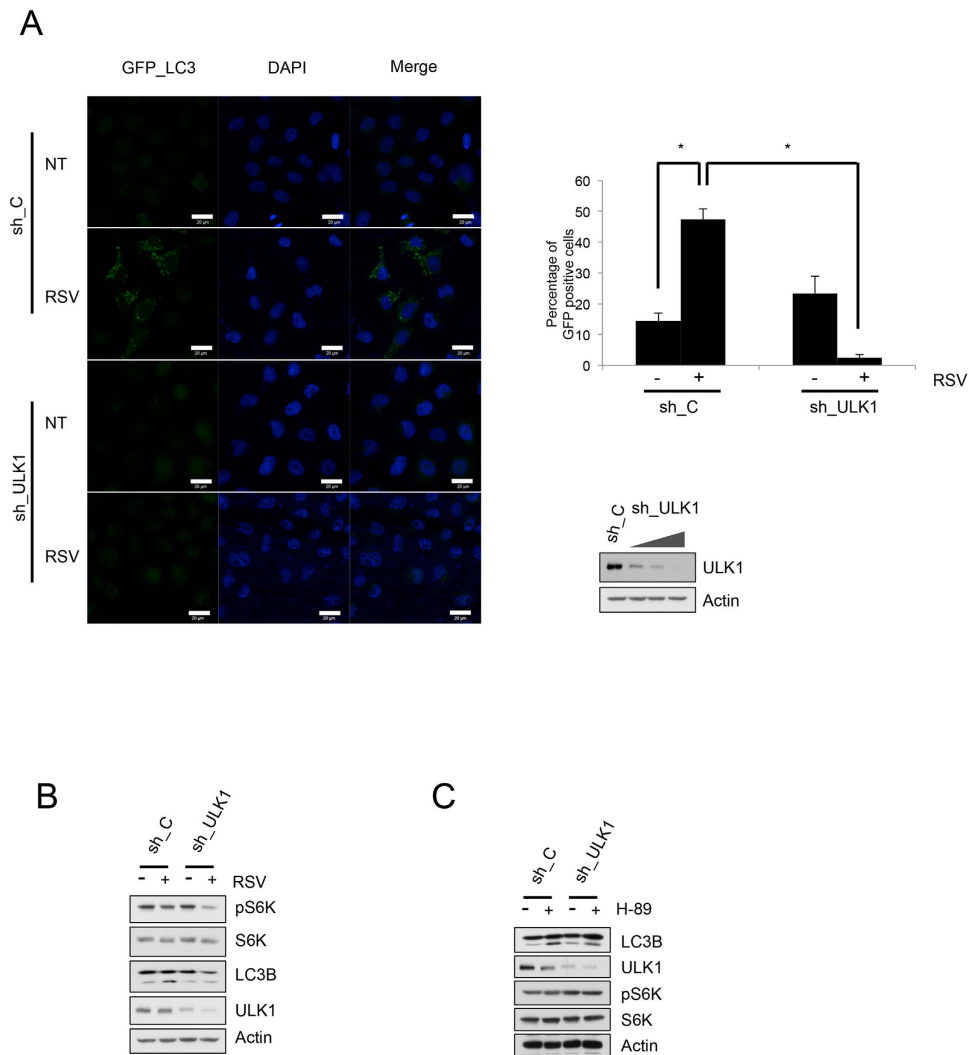 A
GFP_LC3 DAPI Merge
sh_C
NT
20 µm 20 µm 20 µm
RSV
20 µm 20 µm 20 µm
sh_ULK1
NT
20 µm 20 µm 20 µm
RSV
20 µm 20 µm 20 µm
* *
Percentage of
GFP positive cells
60
50
40
30
20
10
0
- + - + RSV
sh_C sh_ULK1
sh_C sh_ULK1
ULK1
Actin
B
sh_C sh_ULK1
- + - + RSV
pS6K
S6K
LC3B
ULK1
Actin
C
sh_C sh_ULK1
- + - + H-89
LC3B
ULK1
pS6K
S6K
Actin